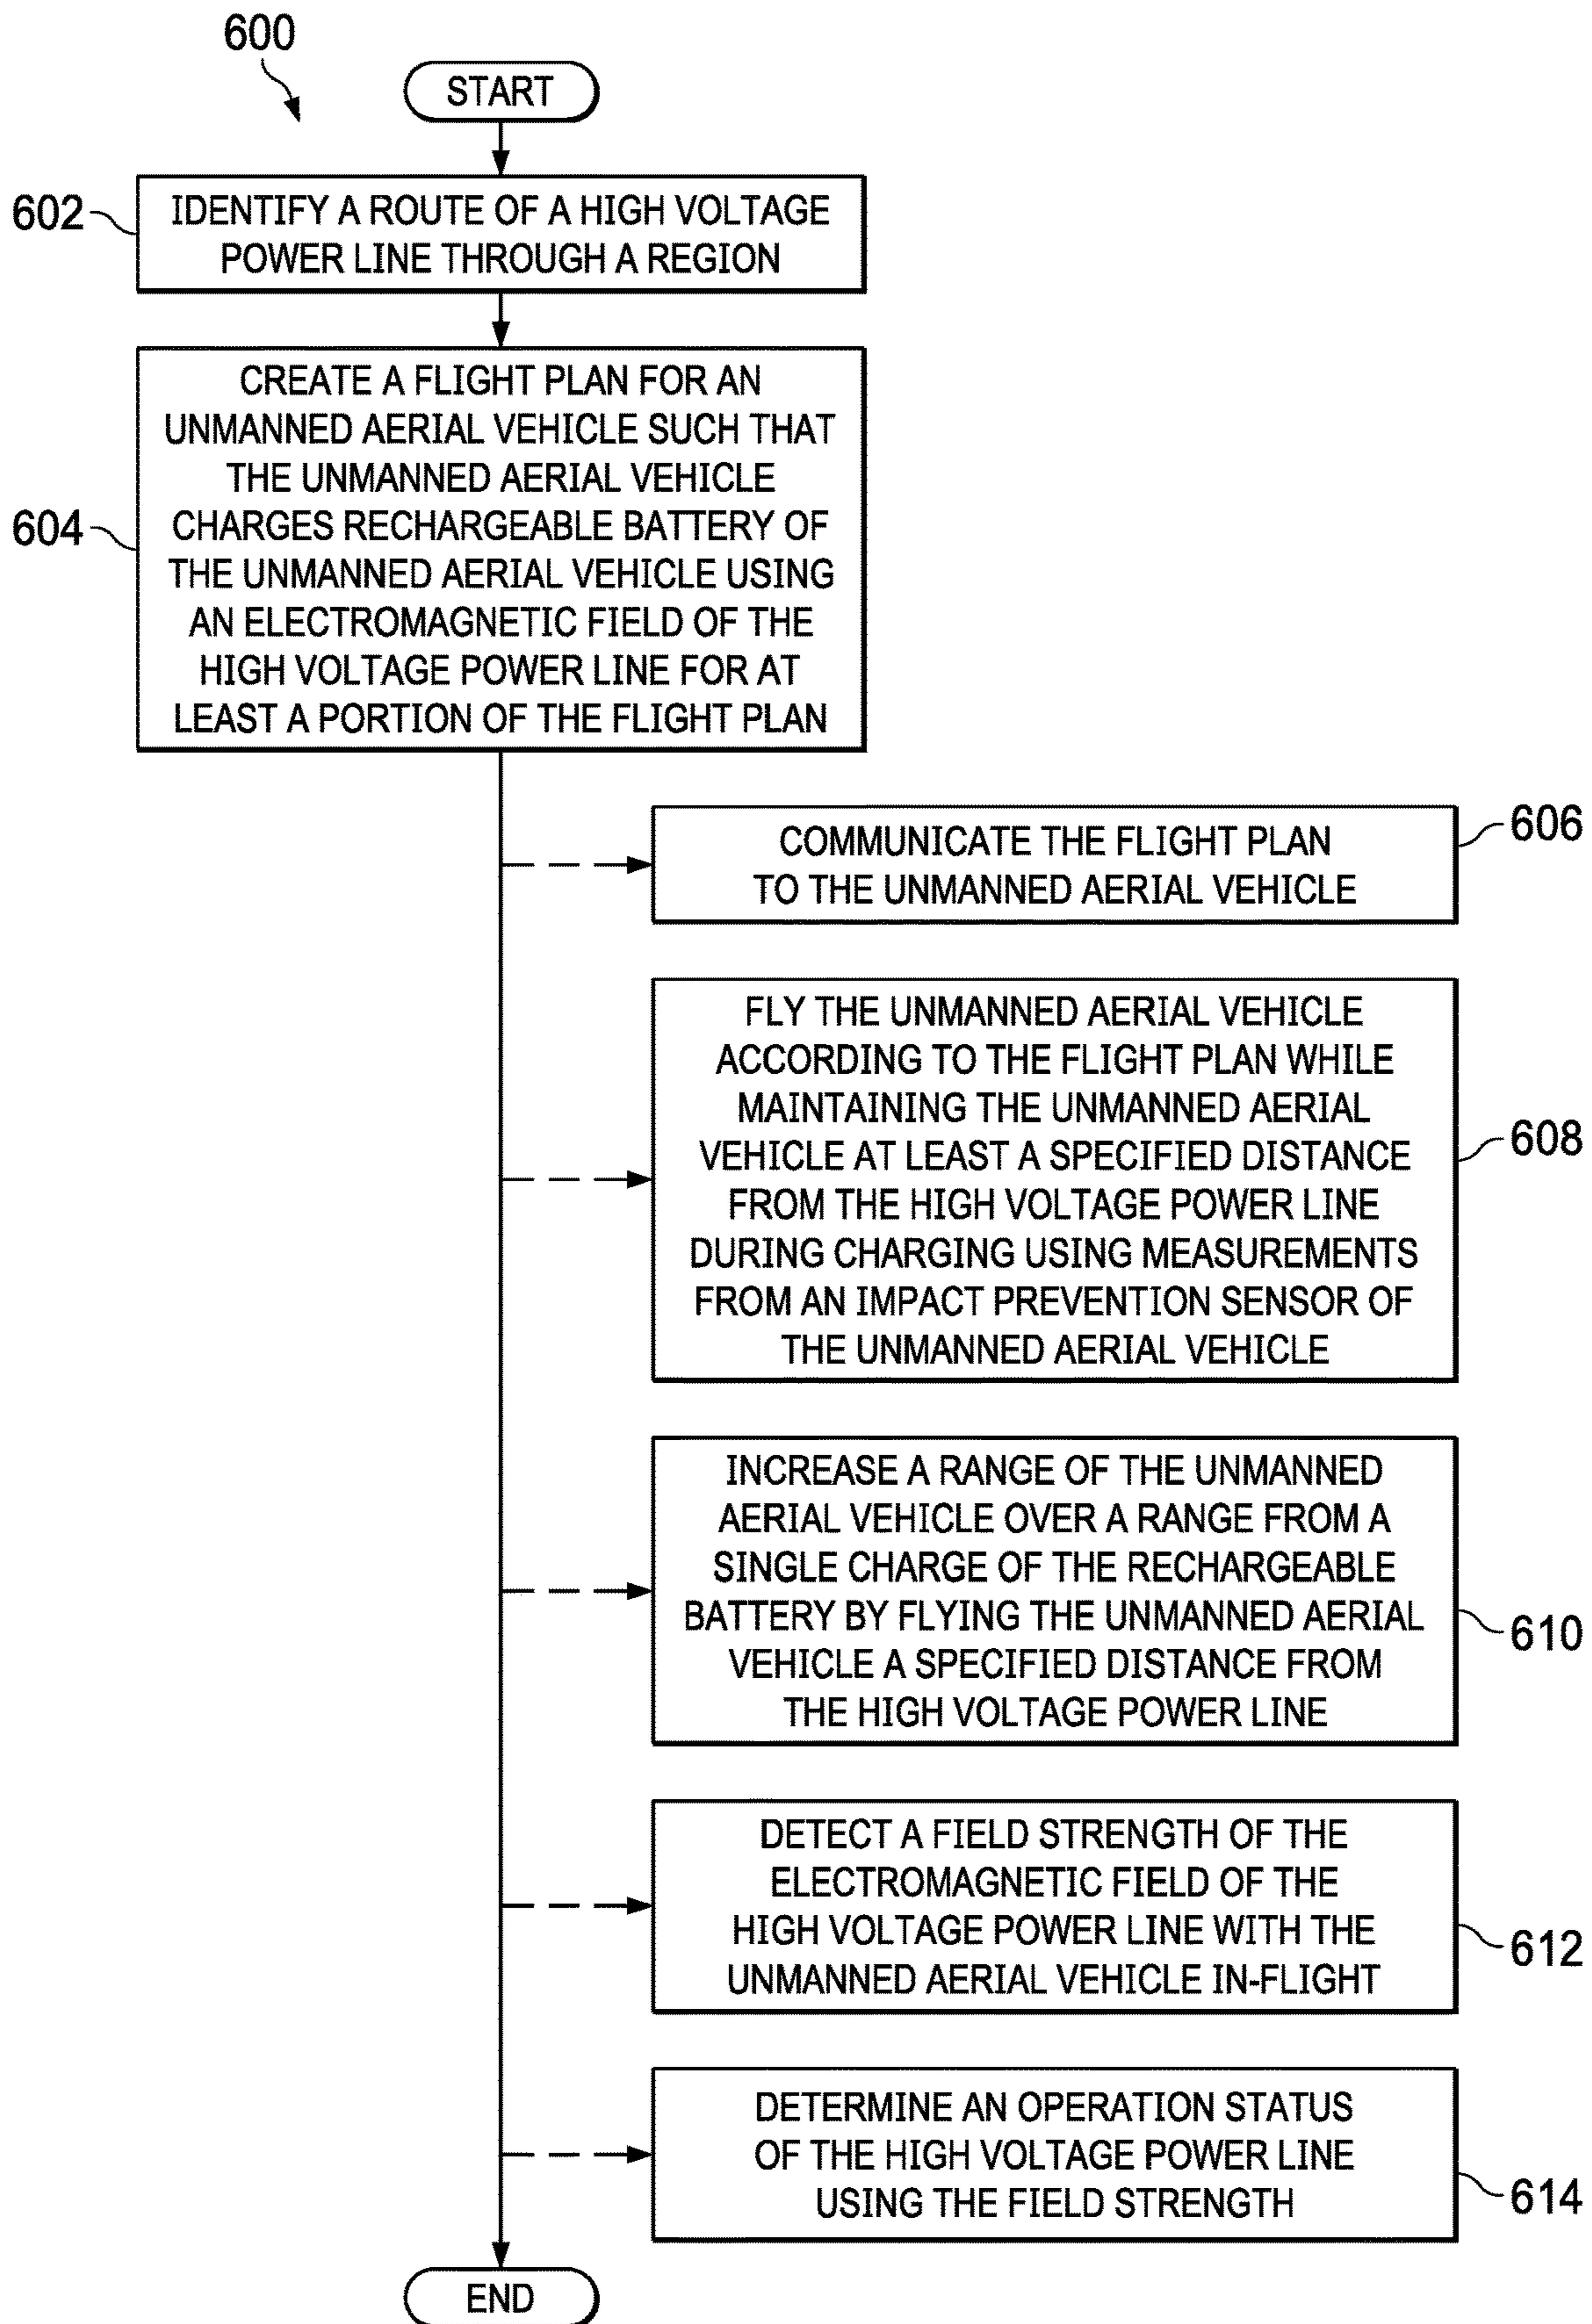 600
START
602
IDENTIFY A ROUTE OF A HIGH VOLTAGE
POWER LINE THROUGH A REGION
604
CREATE A FLIGHT PLAN FOR AN
UNMANNED AERIAL VEHICLE SUCH THAT
THE UNMANNED AERIAL VEHICLE
CHARGES RECHARGEABLE BATTERY OF
THE UNMANNED AERIAL VEHICLE USING
AN ELECTROMAGNETIC FIELD OF THE
HIGH VOLTAGE POWER LINE FOR AT
LEAST A PORTION OF THE FLIGHT PLAN
606
COMMUNICATE THE FLIGHT PLAN
TO THE UNMANNED AERIAL VEHICLE
608
FLY THE UNMANNED AERIAL VEHICLE
ACCORDING TO THE FLIGHT PLAN WHILE
MAINTAINING THE UNMANNED AERIAL
VEHICLE AT LEAST A SPECIFIED DISTANCE
FROM THE HIGH VOLTAGE POWER LINE
DURING CHARGING USING MEASUREMENTS
FROM AN IMPACT PREVENTION SENSOR OF
THE UNMANNED AERIAL VEHICLE
610
INCREASE A RANGE OF THE UNMANNED
AERIAL VEHICLE OVER A RANGE FROM A
SINGLE CHARGE OF THE RECHARGEABLE
BATTERY BY FLYING THE UNMANNED AERIAL
VEHICLE A SPECIFIED DISTANCE FROM
THE HIGH VOLTAGE POWER LINE
612
DETECT A FIELD STRENGTH OF THE
ELECTROMAGNETIC FIELD OF THE
HIGH VOLTAGE POWER LINE WITH THE
UNMANNED AERIAL VEHICLE IN-FLIGHT
614
DETERMINE AN OPERATION STATUS
OF THE HIGH VOLTAGE POWER LINE
USING THE FIELD STRENGTH
END